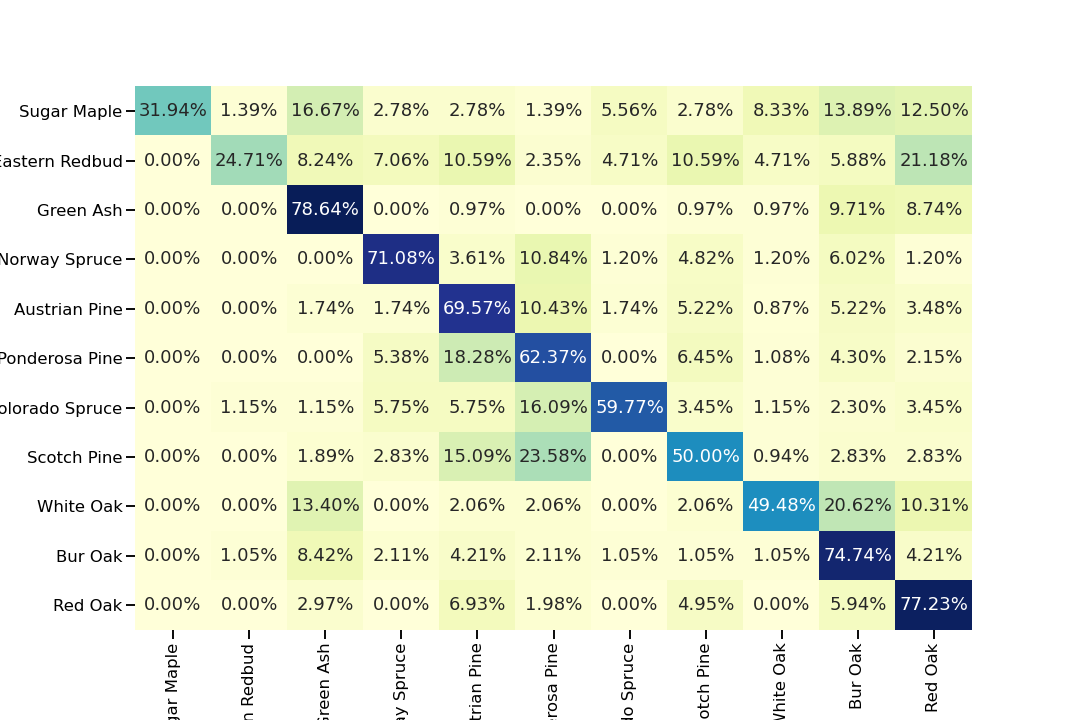 Sugar Maple 31.94% 1.39% 16.67% 2.78% 2.78% 1.39% 5.56% 2.78% 8.33% 13.89% 12.50%
Eastern Redbud 0.00% 24.71% 8.24% 7.06% 10.59% 2.35% 4.71% 10.59% 4.71% 5.88% 21.18%
Green Ash 0.00% 0.00% 78.64% 0.00% 0.97% 0.00% 0.00% 0.97% 0.97% 9.71% 8.74%
Norway Spruce 0.00% 0.00% 0.00% 71.08% 3.61% 10.84% 1.20% 4.82% 1.20% 6.02% 1.20%
Austrian Pine 0.00% 0.00% 1.74% 1.74% 69.57% 10.43% 1.74% 5.22% 0.87% 5.22% 3.48%
Ponderosa Pine 0.00% 0.00% 0.00% 5.38% 18.28% 62.37% 0.00% 6.45% 1.08% 4.30% 2.15%
olorado Spruce 0.00% 1.15% 1.15% 5.75% 5.75% 16.09% 59.77% 3.45% 1.15% 2.30% 3.45%
Scotch Pine 0.00% 0.00% 1.89% 2.83% 15.09% 23.58% 0.00% 50.00% 0.94% 2.83% 2.83%
White Oak 0.00% 0.00% 13.40% 0.00% 2.06% 2.06% 0.00% 2.06% 49.48% 20.62% 10.31%
Bur Oak 0.00% 1.05% 8.42% 2.11% 4.21% 2.11% 1.05% 1.05% 1.05% 74.74% 4.21%
Red Oak 0.00% 0.00% 2.97% 0.00% 6.93% 1.98% 0.00% 4.95% 0.00% 5.94% 77.23%
gar Maple
n Redbud
Green Ash
ay Spruce
trian Pine
rosa Pine
do Spruce
otch Pine
White Oak
Bur Oak
Red Oak